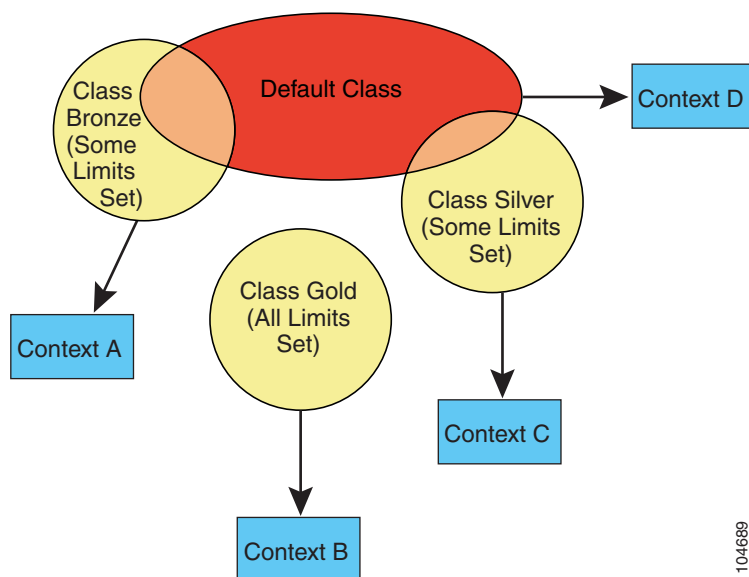 Default Class
Class
Bronze
(Some
Limits
Set)
Context D
Class Silver
(Some Limits
Set)
Class Gold
(All Limits
Set)
Context A
Context C
Context B
104689